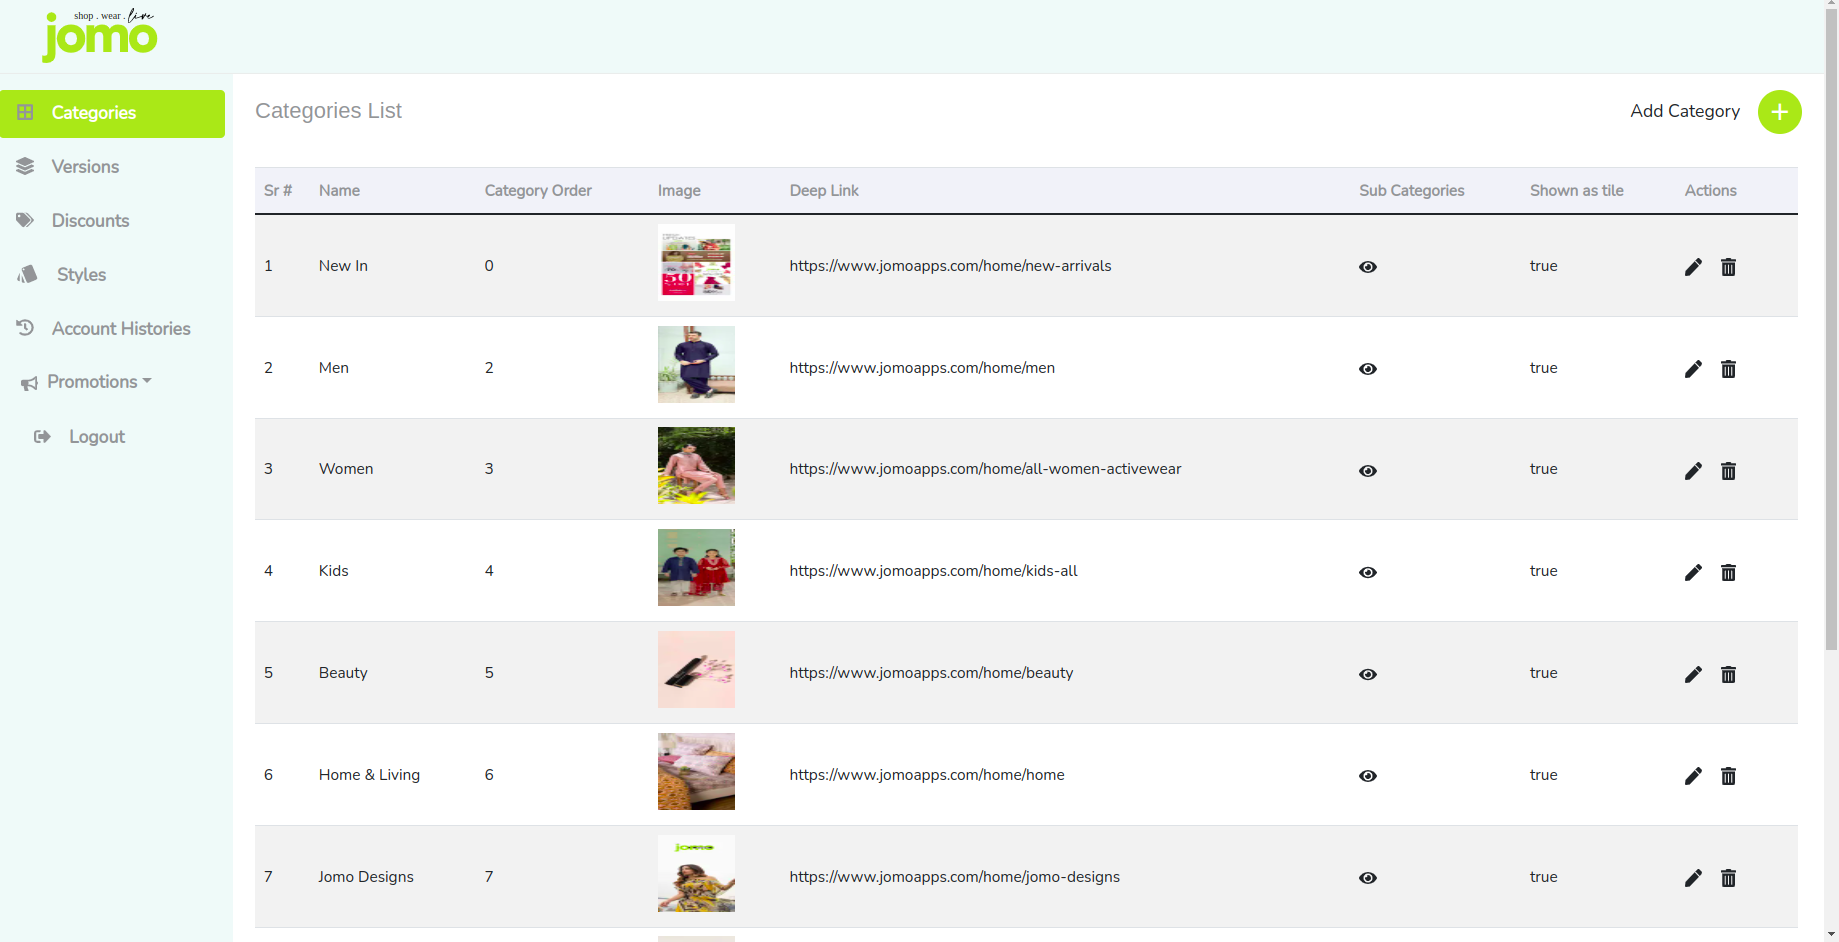 shop . wear . live
jomo
Categories
Versions
Discounts
Styles
Account Histories
Promotions
Logout
Categories List
Add Category
Sr # Name Category Order Image Deep Link Sub Categories Shown as tile Actions
1 New In 0 https://www.jomoapps.com/home/new-arrivals true
50
2 Men 2 https://www.jomoapps.com/home/men true
3 Women 3 https://www.jomoapps.com/home/all-women-activewear true
4 Kids 4 https://www.jomoapps.com/home/kids-all true
5 Beauty 5 https://www.jomoapps.com/home/beauty true
6 Home & Living 6 https://www.jomoapps.com/home/home true
jomo
7 Jomo Designs 7 https://www.jomoapps.com/home/jomo-designs true